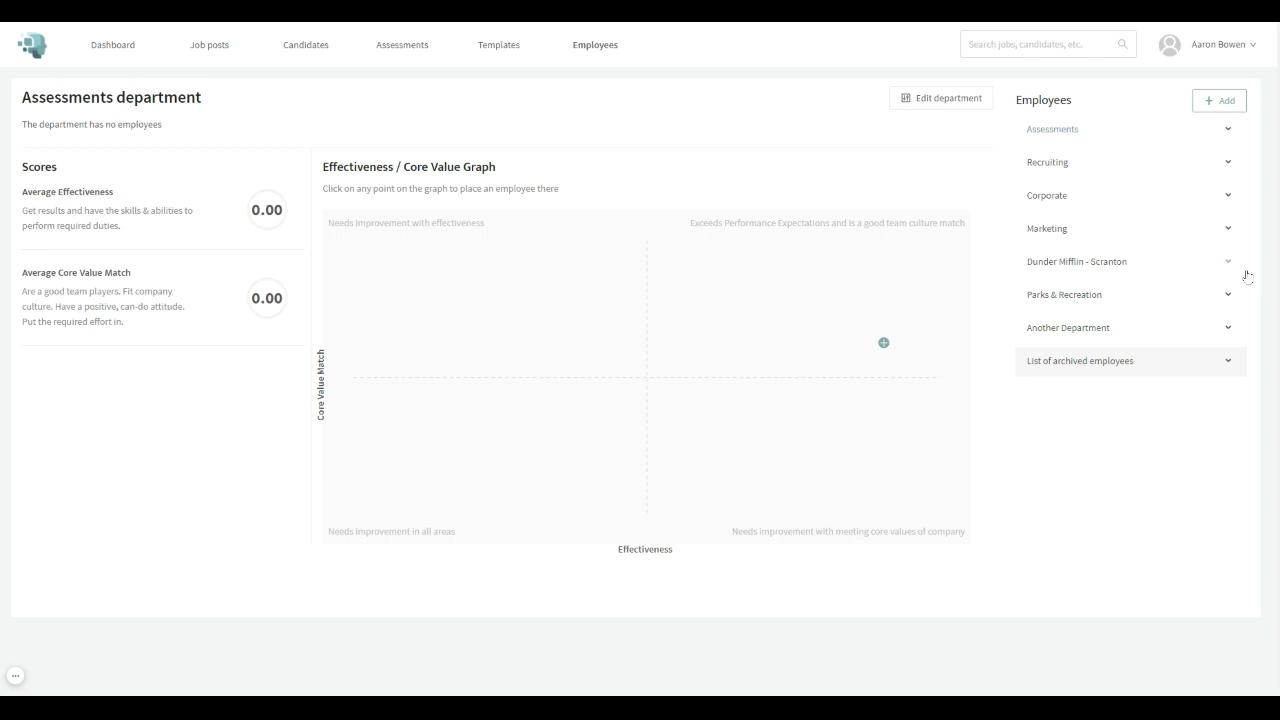 Dashboard
Job posts
Candidates
Assessments
Templates
Employees
Search jobs, candidates, etc.
Aaron Bowen
Assessments department
Edit department
The department has no employees
Scores
Average Effectiveness
Get results and have the skills & abilities to
perform required duties.
0.00
Average Core Value Match
Are a good team players. Fit company
culture. Have a positive, can-do attitude.
Put the required effort in.
0.00
Effectiveness / Core Value Graph
Click on any point on the graph to place an employee there
Needs improvement with effectiveness
Exceeds Performance Expectations and is a good team culture match
Core Value Match
Needs improvement in all areas
Needs improvement with meeting core values of company
Effectiveness
Employees
+ Add
Assessments
Recruiting
Corporate
Marketing
Dunder Mifflin - Scranton
Parks & Recreation
Another Department
List of archived employees